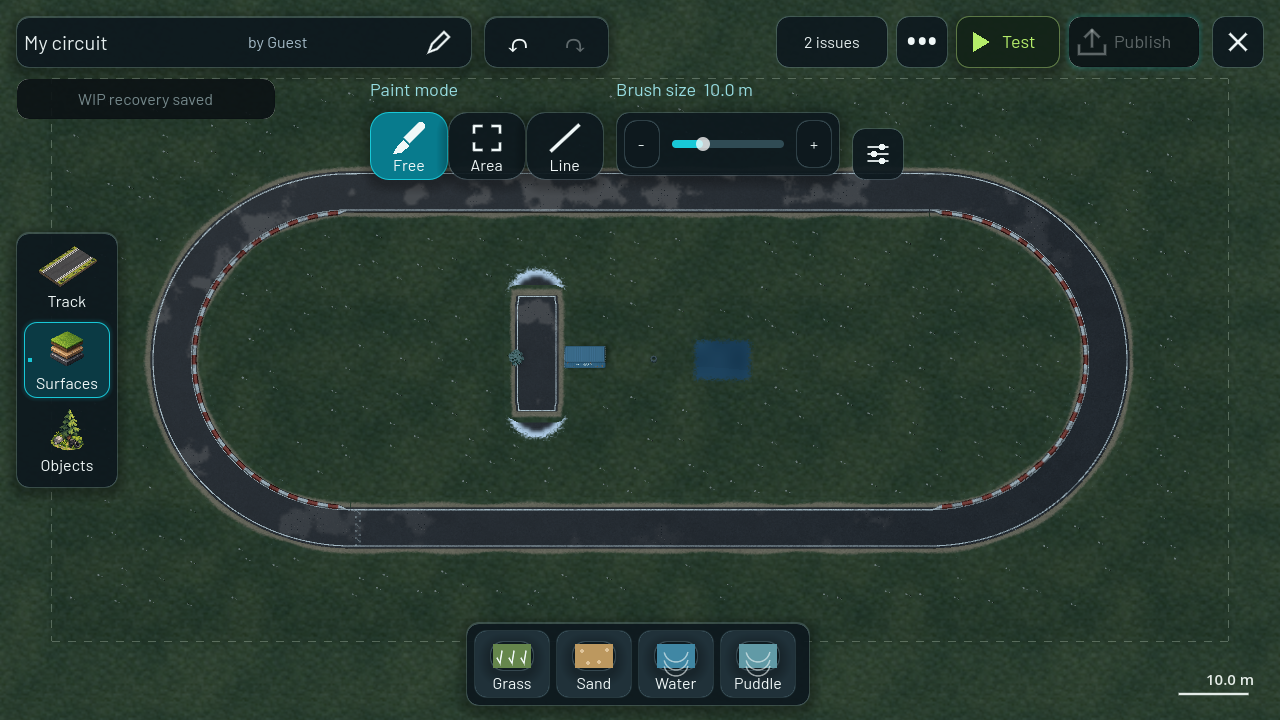 My circuit
by Guest
2 issues
Test
Publish
WIP recovery saved
Paint mode
Brush size 10.0 m
Free
Area
Line
-
+
Track
Surfaces
Objects
Grass
Sand
Water
Puddle
10.0 m